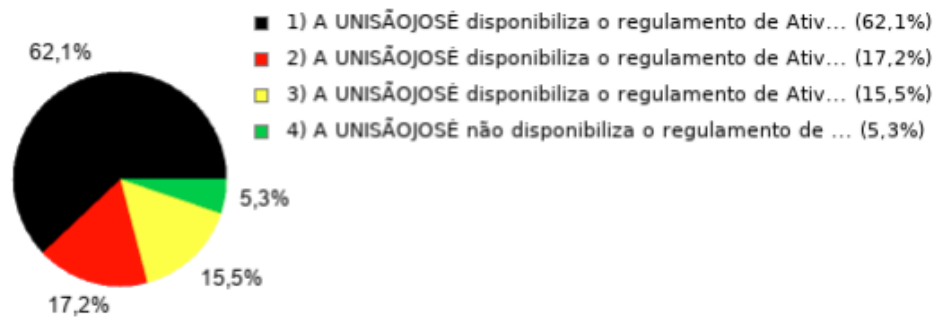 62,1%
1) A UNISÃOJOSÉ disponibiliza o regulamento de Ativ... (62,1%)
2) A UNISÃOJOSÉ disponibiliza o regulamento de Ativ... (17,2%)
3) A UNISÃOJOSÉ disponibiliza o regulamento de Ativ... (15,5%)
4) A UNISÃOJOSÉ não disponibiliza o regulamento de ... (5,3%)
5,3%
15,5%
17,2%